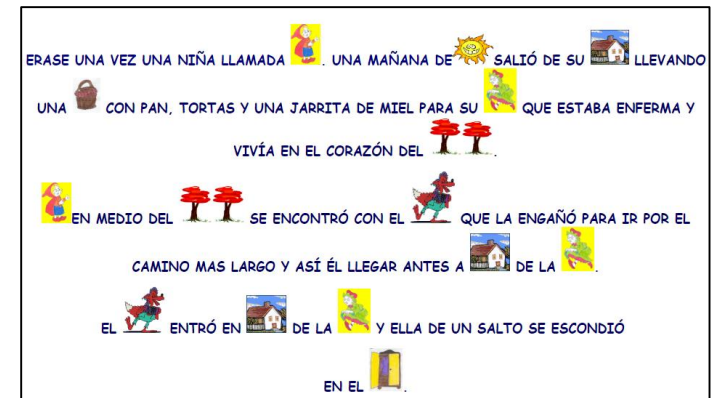 ERASE UNA VEZ UNA NIÑA LLAMADA . UNA MAÑANA DE SALIÓ DE SU LLEVANDO
UNA CON PAN, TORTAS Y UNA JARRITA DE MIEL PARA SU QUE ESTABA ENFERMA Y
VIVÍA EN EL CORAZÓN DEL .
EN MEDIO DEL SE ENCONTRÓ CON EL QUE LA ENGAÑÓ PARA IR POR EL
CAMINO MAS LARGO Y ASÍ ÉL LLEGAR ANTES A DE LA .
EL ENTRÓ EN DE LA Y ELLA DE UN SALTO SE ESCONDIÓ
EN EL .